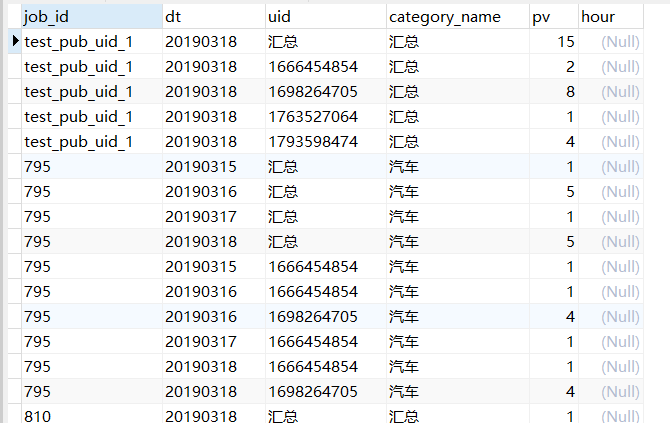 job_id dt uid category_name pv hour
test_pub_uid_1 20190318 汇总 汇总 15 (Null)
test_pub_uid_1 20190318 1666454854 汇总 2 (Null)
test_pub_uid_1 20190318 1698264705 汇总 8 (Null)
test_pub_uid_1 20190318 1763527064 汇总 1 (Null)
test_pub_uid_1 20190318 1793598474 汇总 4 (Null)
795 20190315 汇总 汽车 1 (Null)
795 20190316 汇总 汽车 5 (Null)
795 20190317 汇总 汽车 1 (Null)
795 20190318 汇总 汽车 5 (Null)
795 20190315 1666454854 汽车 1 (Null)
795 20190316 1666454854 汽车 1 (Null)
795 20190316 1698264705 汽车 4 (Null)
795 20190317 1666454854 汽车 1 (Null)
795 20190318 1666454854 汽车 1 (Null)
795 20190318 1698264705 汽车 4 (Null)
810 20190318 汇总 汇总 1 (Null)